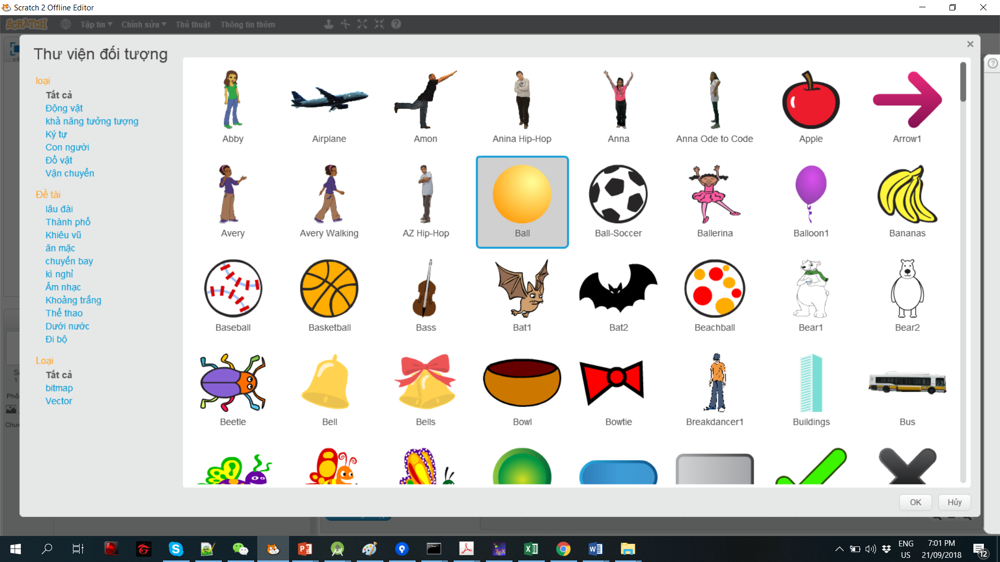 Scratch 2 Offline Editor
SCRATCH
Tập tin
Chỉnh sửa
Thủ thuật
Thông tin thêm
Thư viện đối tượng
loại
Tất cả
Động vật
khả năng tưởng tượng
Ký tự
Con người
Đồ vật
Vận chuyển
Đề tài
lâu đài
Thành phố
Khiêu vũ
ăn mặc
chuyến bay
kì nghỉ
Âm nhạc
Khoảng trắng
Thể thao
Dưới nước
Đi bộ
Loại
Tất cả
bitmap
Vector
Abby
Airplane
Amon
Anina Hip-Hop
Anna
Anna Ode to Code
Apple
Arrow1
Avery
Avery Walking
AZ Hip-Hop
Ball
Ball-Soccer
Ballerina
Balloon1
Bananas
Baseball
Basketball
Bass
Bat1
Bat2
Beachball
Bear1
Bear2
Beetle
Bell
Bells
Bowl
Bowtie
Breakdancer1
Buildings
Bus
OK
Hủy
ENG
US
7:01 PM
21/09/2018
12